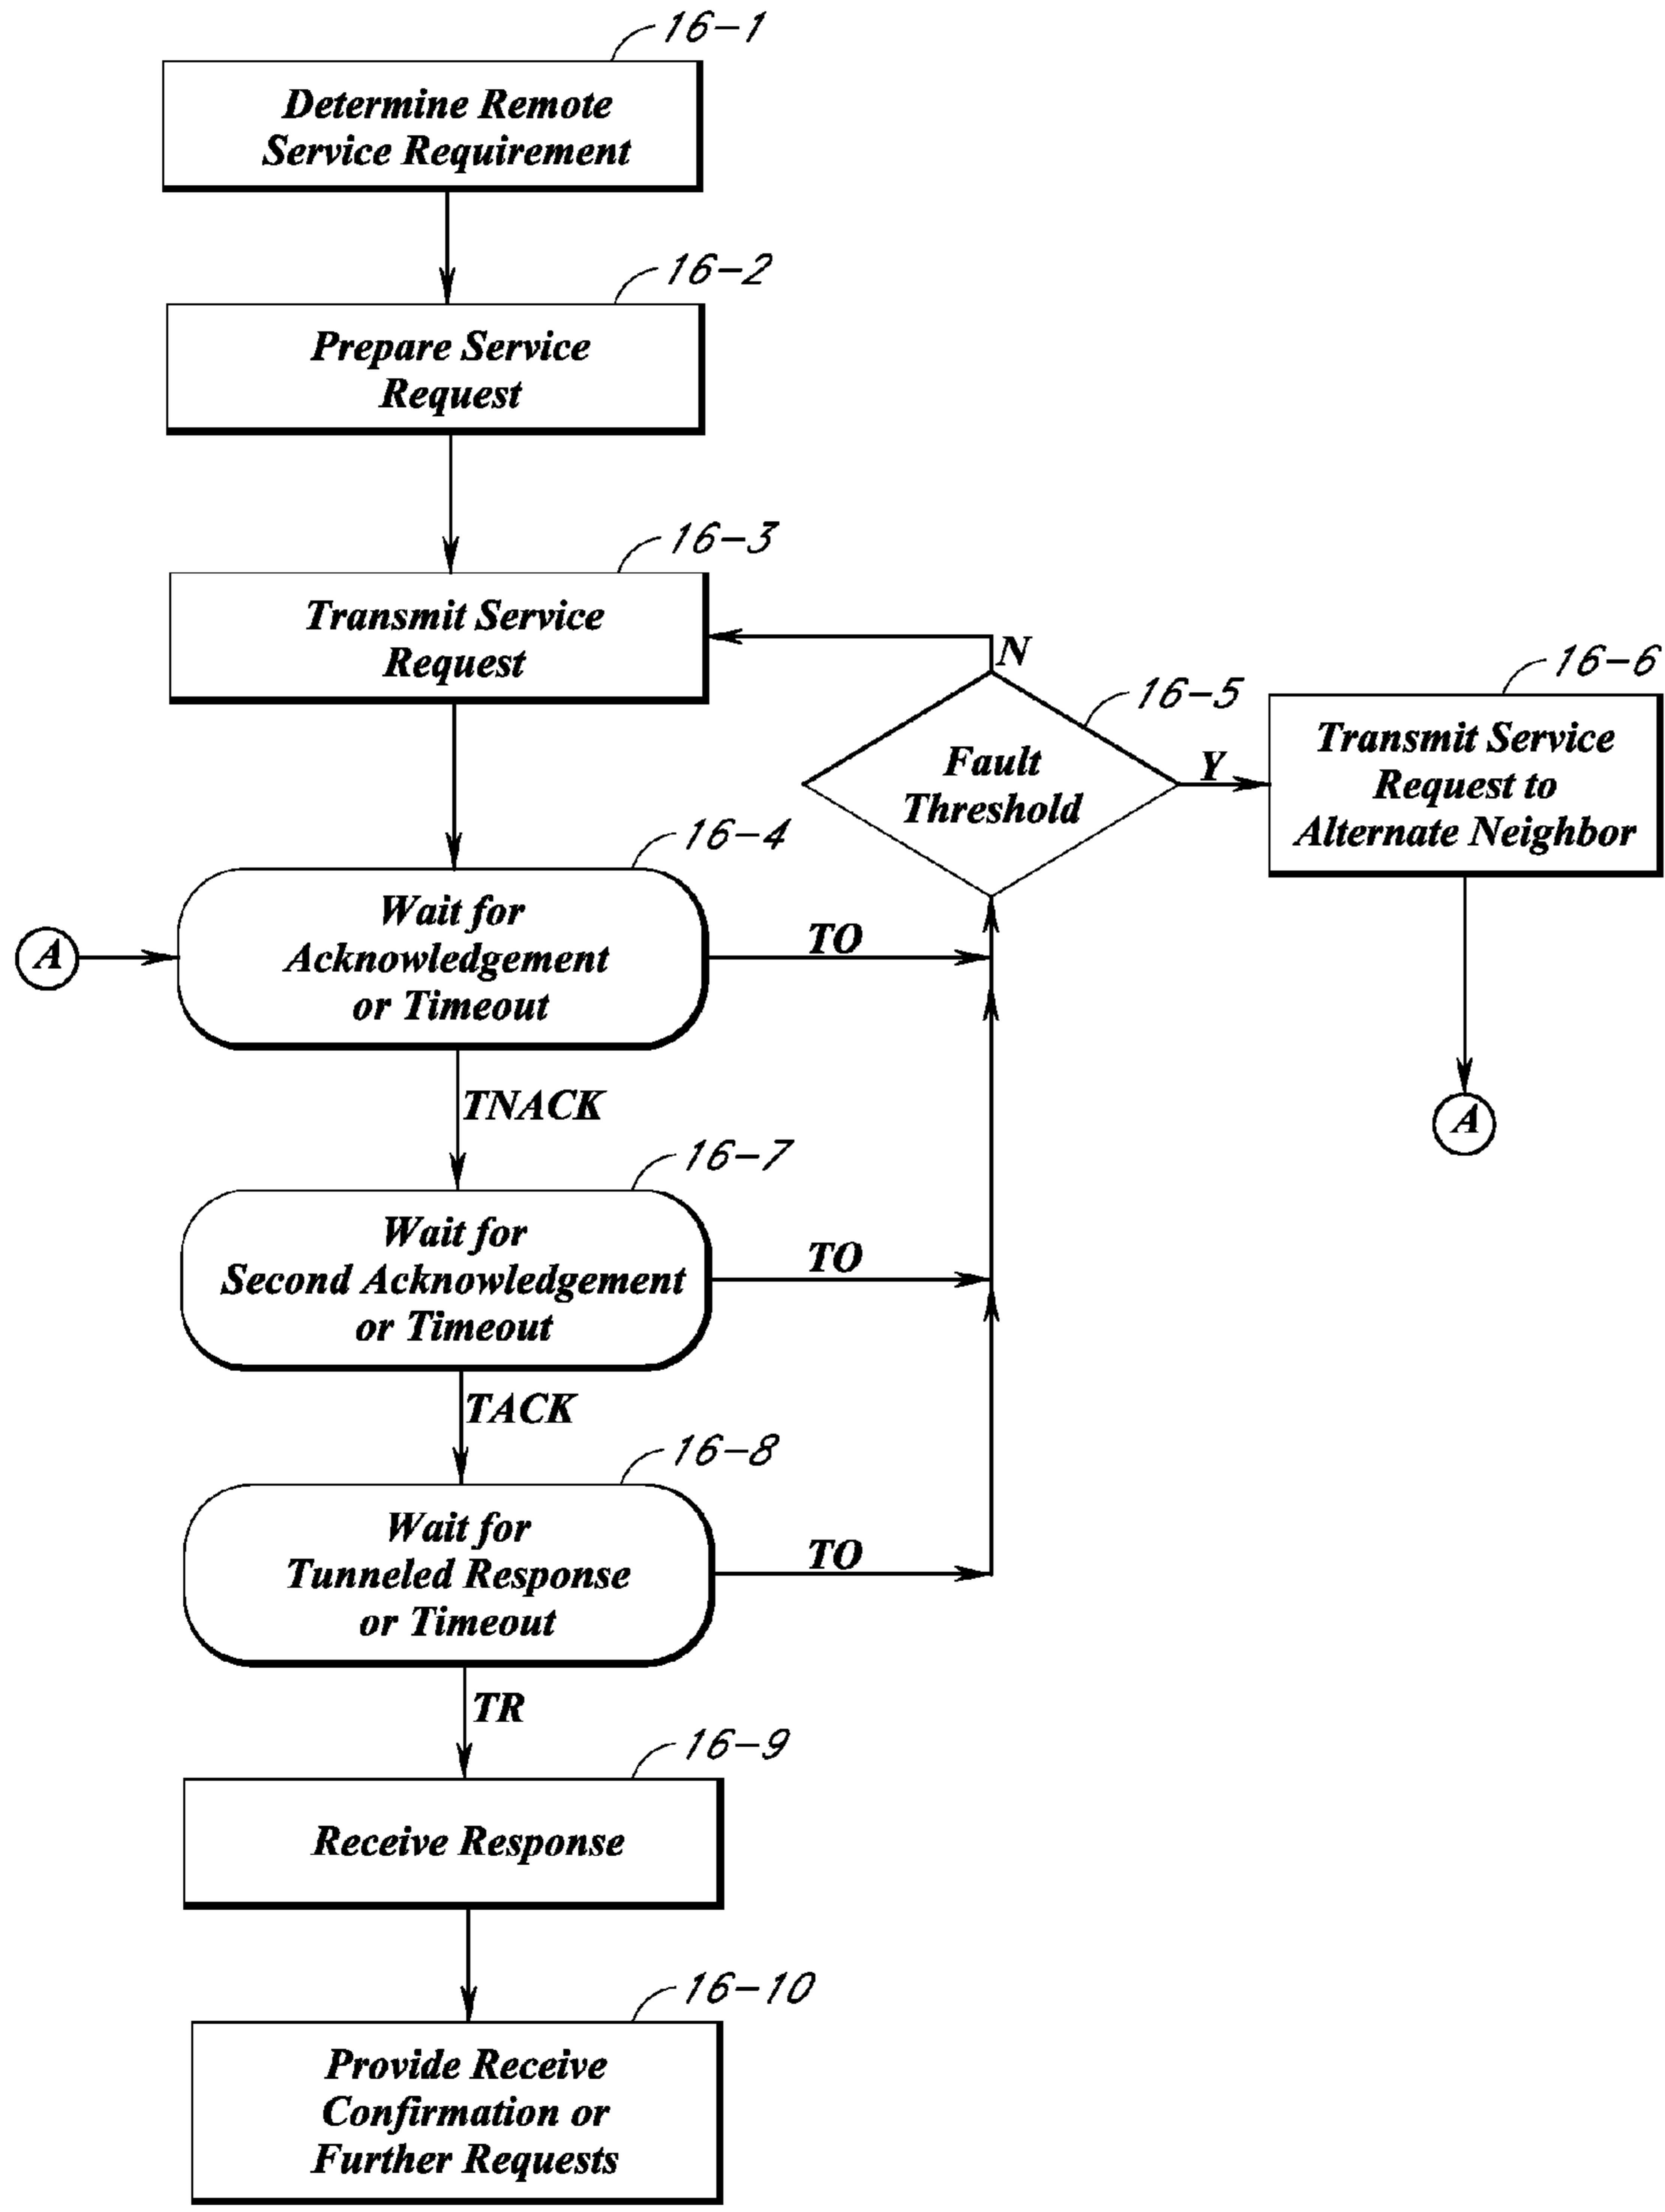 16-1
Determine Remote
Service Requirement
16-2
Prepare Service
Request
16-3
Transmit Service
Request
N
16-5
Fault
Threshold
Y
16-6
Transmit Service
Request to
Alternate Neighbor
A
16-4
A
Wait for
Acknowledgement
or Timeout
TO
TNACK
16-7
Wait for
Second Acknowledgement
or Timeout
TO
TACK
16-8
Wait for
Tunneled Response
or Timeout
TO
TR
16-9
Receive Response
16-10
Provide Receive
Confirmation or
Further Requests